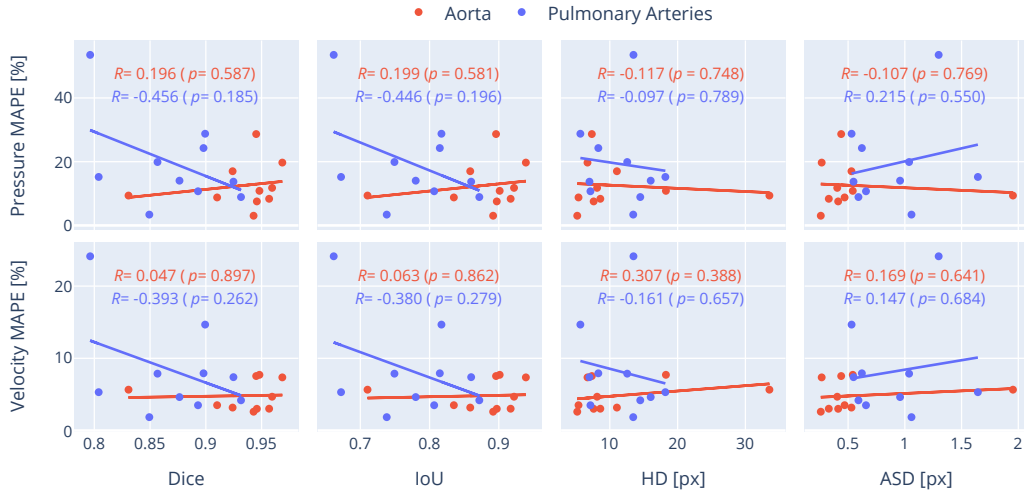 Aorta Pulmonary Arteries
Pressure MAPE [%]
40
20
0
R= 0.196 ( p= 0.587)
R= -0.456 ( p= 0.185)
R= 0.199 ( p= 0.581)
R= -0.446 ( p= 0.196)
R= -0.117 ( p= 0.748)
R= -0.097 ( p= 0.789)
R= -0.107 ( p= 0.769)
R= 0.215 ( p= 0.550)
Velocity MAPE [%]
20
10
0
R= 0.047 ( p= 0.897)
R= -0.393 ( p= 0.262)
R= 0.063 ( p= 0.862)
R= -0.380 ( p= 0.279)
R= 0.307 ( p= 0.388)
R= -0.161 ( p= 0.657)
R= 0.169 ( p= 0.641)
R= 0.147 ( p= 0.684)
0.8 0.85 0.9 0.95
0.7 0.8 0.9
10 20 30
0.5 1 1.5 2
Dice
IoU
HD [px]
ASD [px]